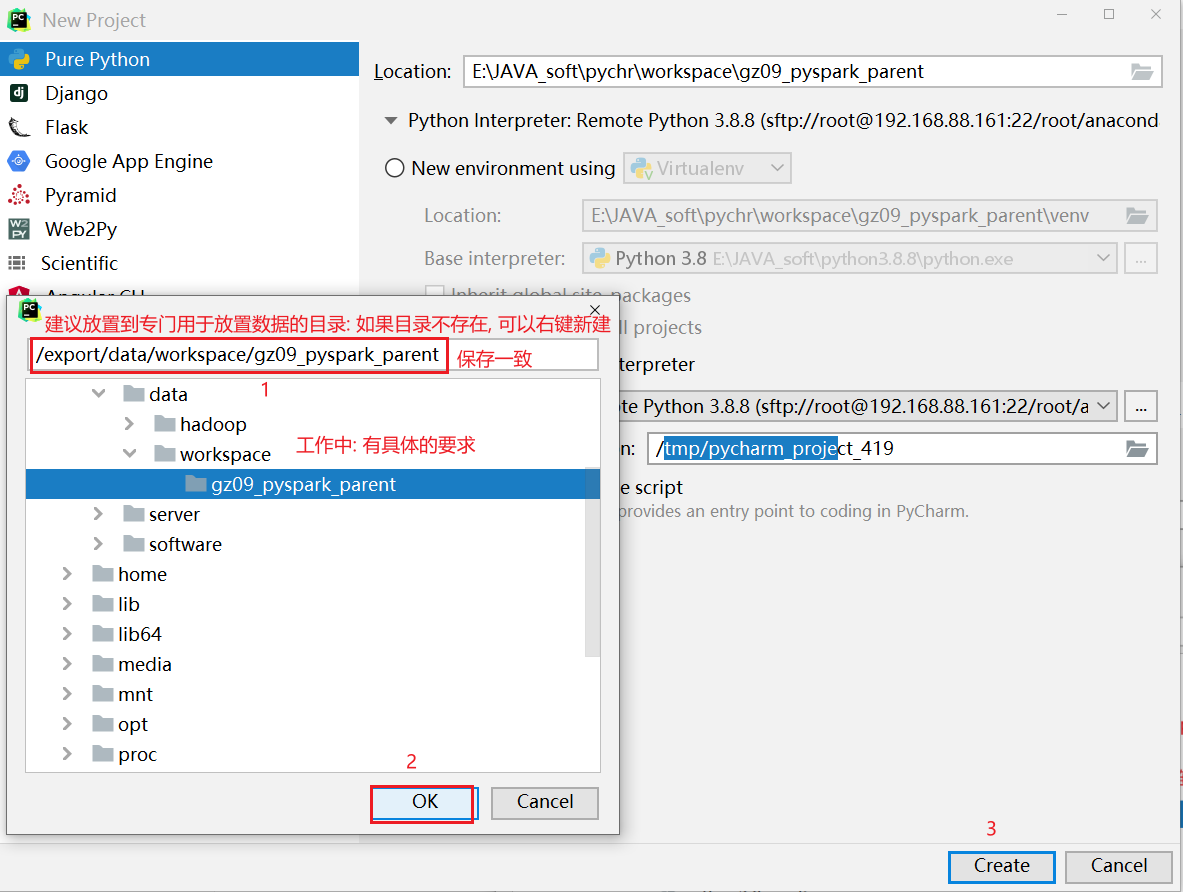 New Project
Pure Python
Django
Flask
Google App Engine
Pyramid
Web2Py
Scientific
Location: E:\JAVA_soft\pychr\workspace\gz09_pyspark_parent
Python Interpreter: Remote Python 3.8.8 (sftp://root@192.168.88.161:22/root/anacond
New environment using Virtualenv
Location: E:\JAVA_soft\pychr\workspace\gz09_pyspark_parent\venv
Base interpreter: Python 3.8 E:\JAVA_soft\python3.8.8\python.exe ...
Inherit global site-packages
ll projects
terpreter
te Python 3.8.8 (sftp://root@192.168.88.161:22/root/a ...
n: /tmp/pycharm_project_419
e script
provides an entry point to coding in PyCharm.
建议放置到专门用于放置数据的目录: 如果目录不存在, 可以右键新建
/export/data/workspace/gz09_pyspark_parent 保存一致
1
data
hadoop
workspace
工作中: 有具体的要求
gz09_pyspark_parent
server
software
home
lib
lib64
media
mnt
opt
proc
2
OK Cancel
3
Create Cancel